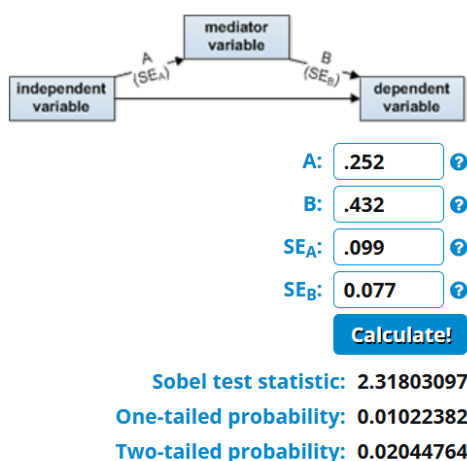 mediator
variable
A
(SEA)
B
(SEB)
independent
variable
dependent
variable
A: .252 ?
B: .432 ?
SEA: .099 ?
SEB: 0.077 ?
Calculate!
Sobel test statistic: 2.31803097
One-tailed probability: 0.01022382
Two-tailed probability: 0.02044764